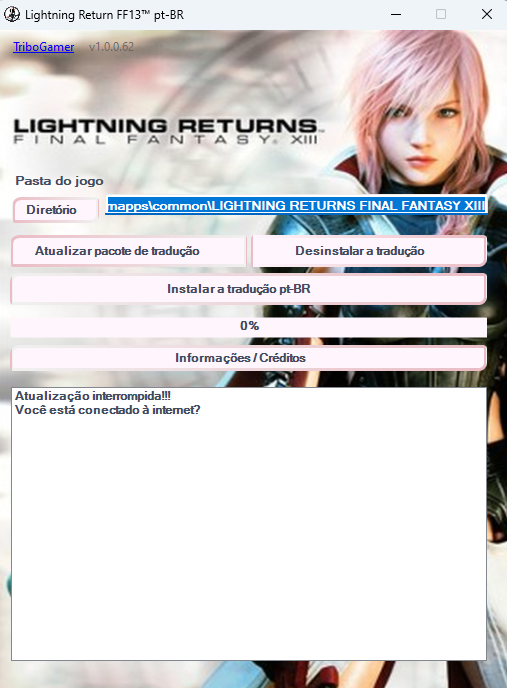 Lightning Return FF13™ pt-BR
TriboGamer v1.0.0.62
LIGHTNING RETURNS™
FINAL FANTASY® XIII
Pasta do jogo
Diretório mapps\common\LIGHTNING RETURNS FINAL FANTASY XIII
Atualizar pacote de tradução Desinstalar a tradução
Instalar a tradução pt-BR
0%
Informações / Créditos
Atualização interrompida!!!
Você está conectado à internet?